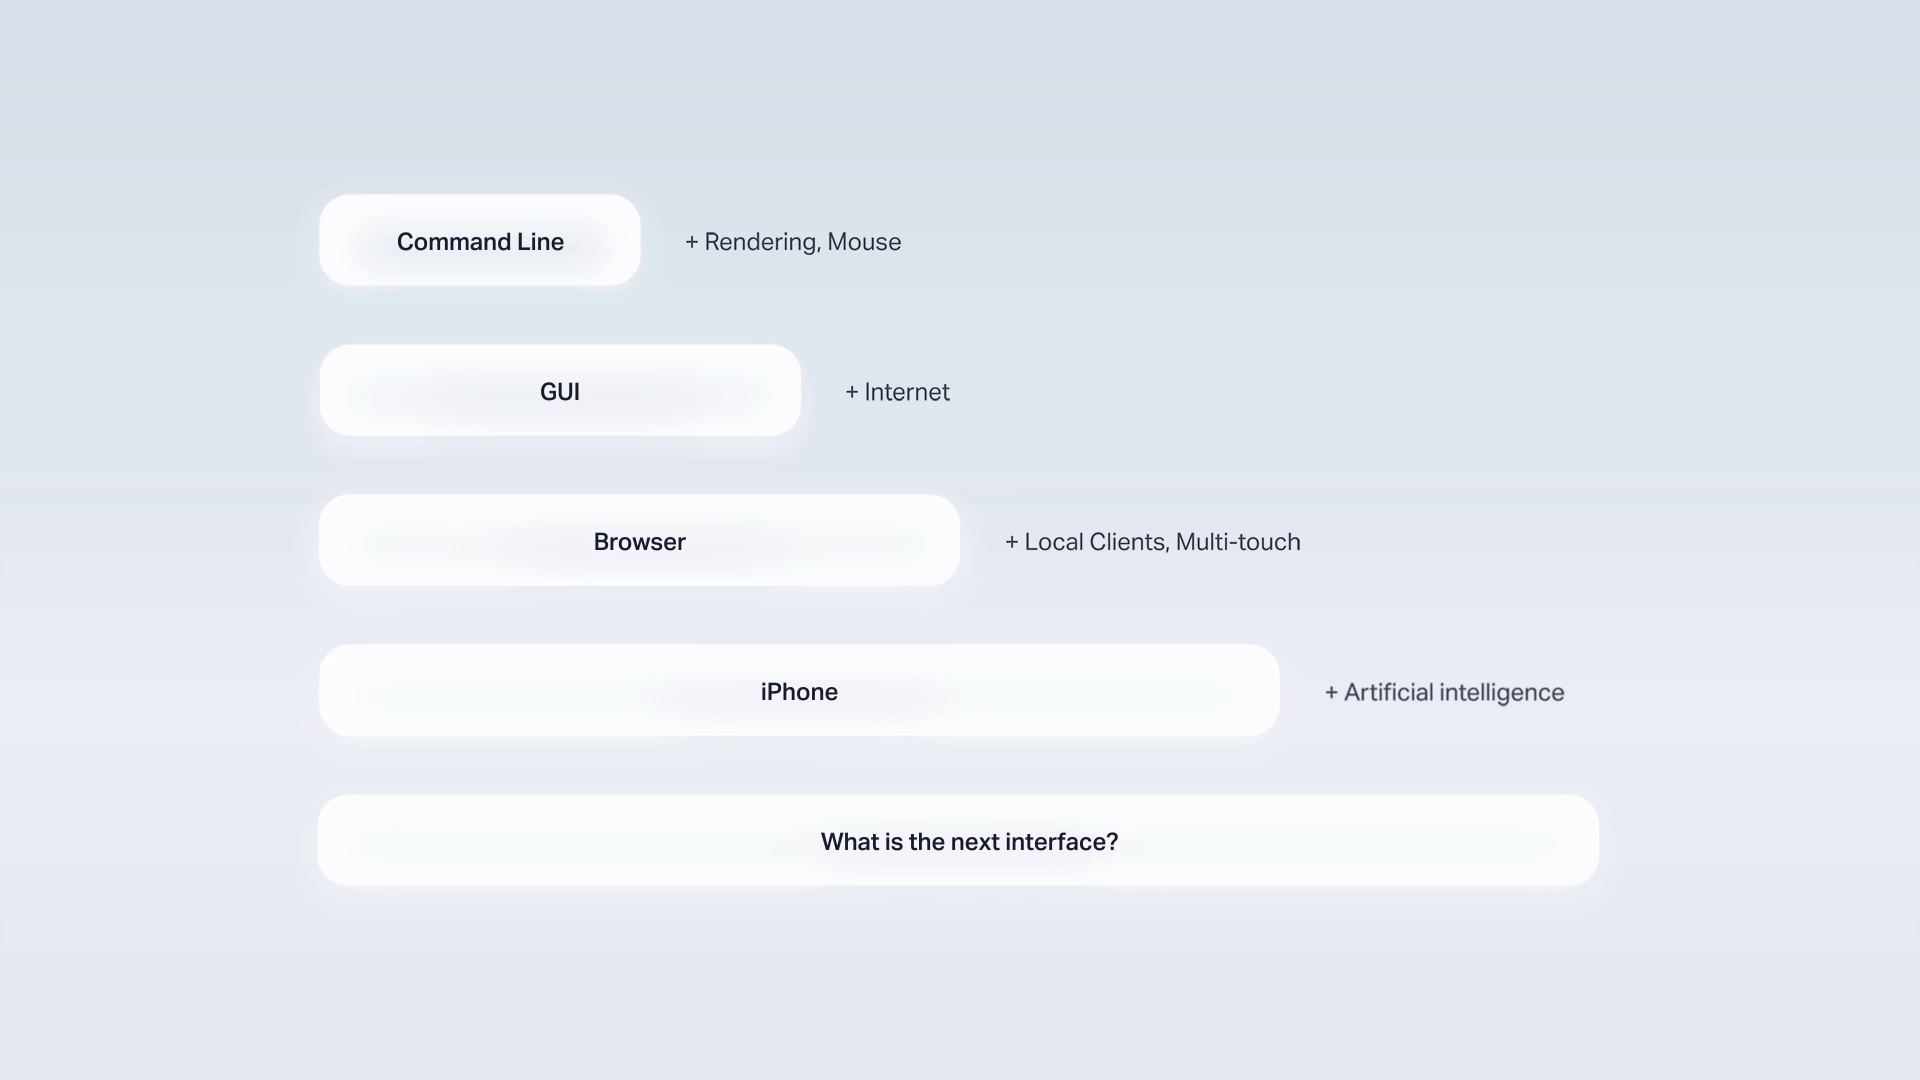 Command Line
+ Rendering, Mouse
GUI
+ Internet
Browser
+ Local Clients, Multi-touch
iPhone
+ Artificial intelligence
What is the next interface?